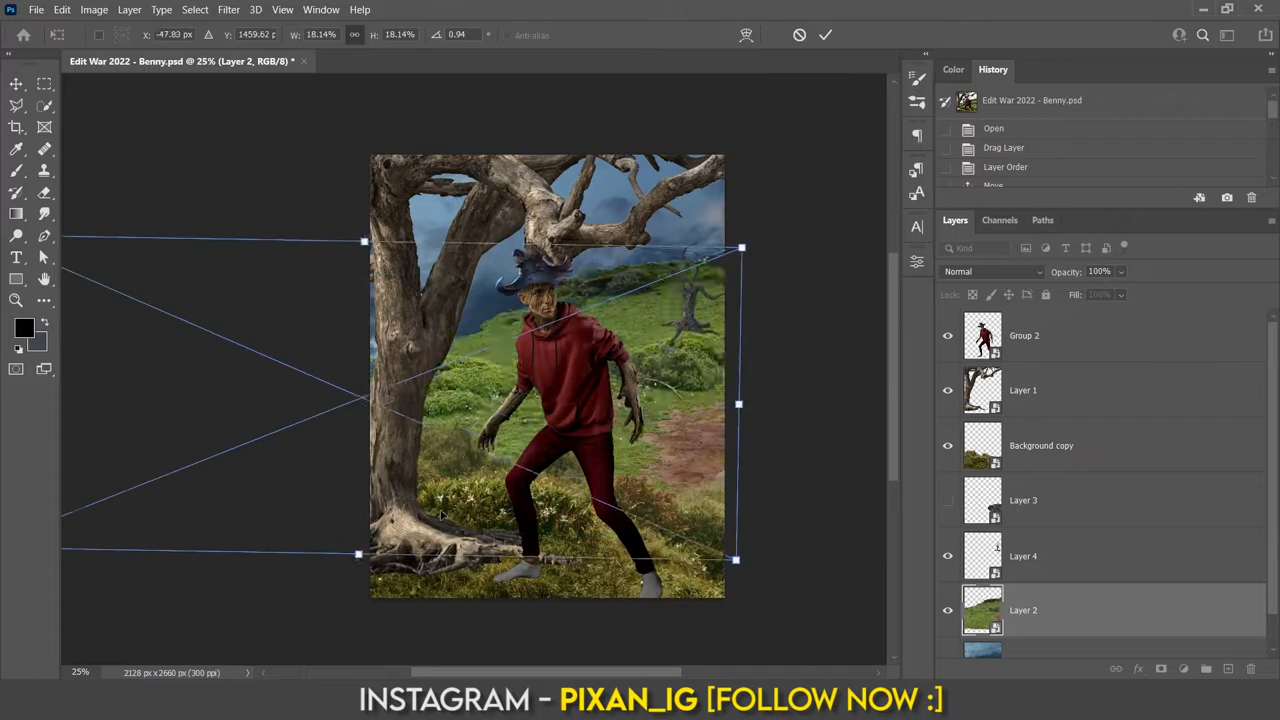 Ps File Edit Image Layer Type Select Filter 3D View Window Help
X: -47.83 px Y: 1459.62 px W: 18.14% H: 18.14% 0.94 ° Anti-alias
Edit War 2022 - Benny.psd @ 25% (Layer 2, RGB/8) * ×
Color History
Edit War 2022 - Benny.psd
Open
Drag Layer
Layer Order
Move
Layers Channels Paths
Kind
Normal Opacity: 100%
Lock: Fill: 100%
Group 2
Layer 1
Background copy
Layer 3
Layer 4
Layer 2
25% 2128 px x 2660 px (300 ppi)
INSTAGRAM - PIXAN_IG [FOLLOW NOW :]